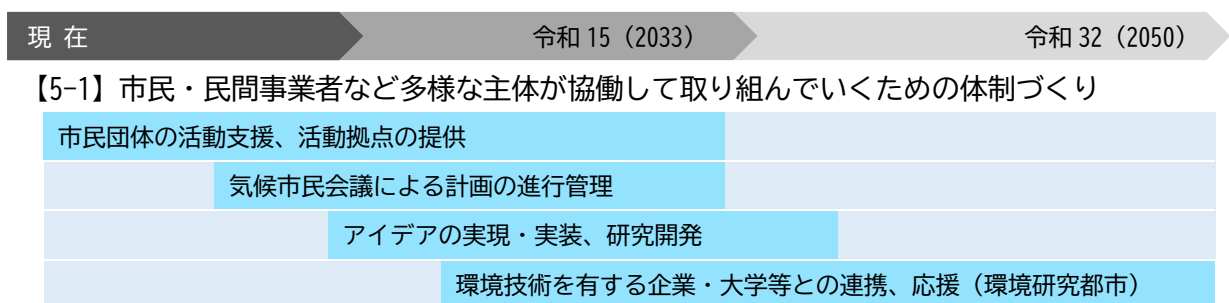 現 在 令和 15（2033） 令和 32（2050）
【5-1】市民・民間事業者など多様な主体が協働して取り組んでいくための体制づくり
市民団体の活動支援、活動拠点の提供
気候市民会議による計画の進行管理
アイデアの実現・実装、研究開発
環境技術を有する企業・大学等との連携、応援（環境研究都市）